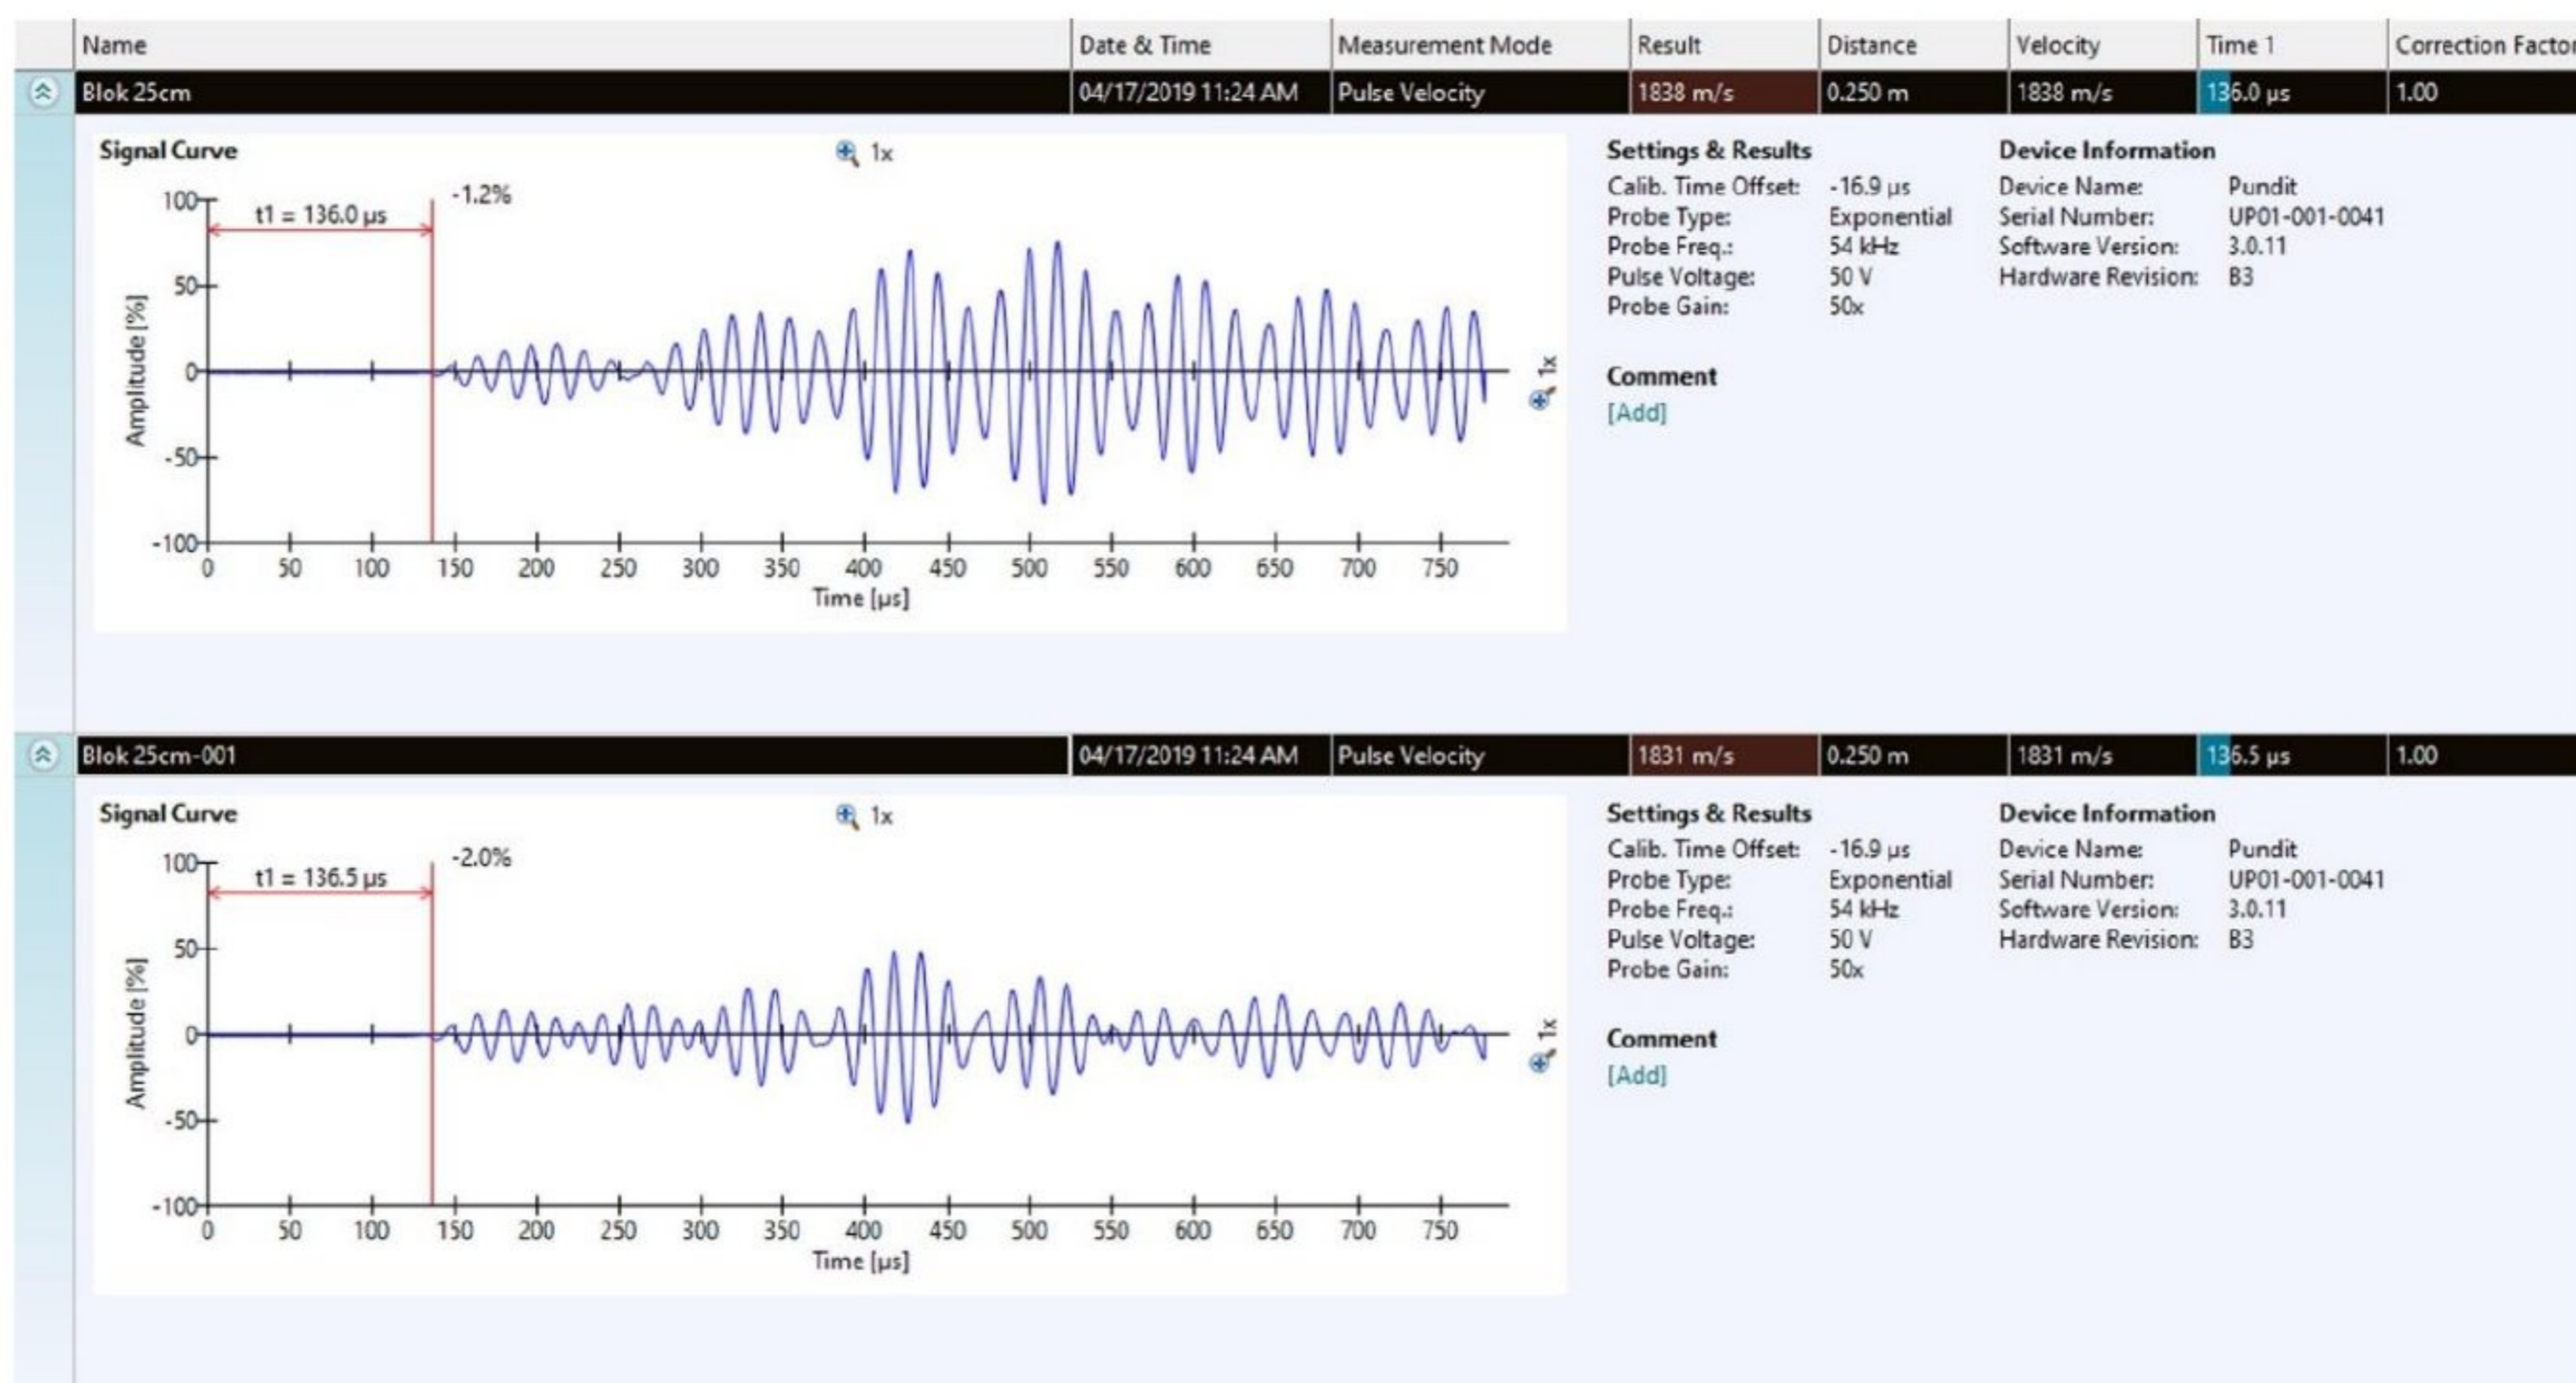 Name Date & Time Measurement Mode Result Distance Velocity Time 1 Correction Factor
Blok 25cm 04/17/2019 11:24 AM Pulse Velocity 1838 m/s 0.250 m 1838 m/s 136.0 µs 1.00
Signal Curve 1x Settings & Results Device Information
Calib. Time Offset: -16.9 µs Device Name: Pundit
100 t1 = 136.0 µs -1.2%
Probe Type: Exponential Serial Number: UP01-001-0041
Probe Freq.: 54 kHz Software Version: 3.0.11
Pulse Voltage: 50 V Hardware Revision: B3
50
Probe Gain: 50x
Amplitude [%]
0
1x
Comment
[Add]
-50
-100
0 50 100 150 200 250 300 350 400 450 500 550 600 650 700 750
Time [µs]
Blok 25cm-001 04/17/2019 11:24 AM Pulse Velocity 1831 m/s 0.250 m 1831 m/s 136.5 µs 1.00
Signal Curve 1x Settings & Results Device Information
Calib. Time Offset: -16.9 µs Device Name: Pundit
100 t1 = 136.5 µs -2.0%
Probe Type: Exponential Serial Number: UP01-001-0041
Probe Freq.: 54 kHz Software Version: 3.0.11
Pulse Voltage: 50 V Hardware Revision: B3
50
Probe Gain: 50x
Amplitude [%]
0
1x
Comment
[Add]
-50
-100
0 50 100 150 200 250 300 350 400 450 500 550 600 650 700 750
Time [µs]